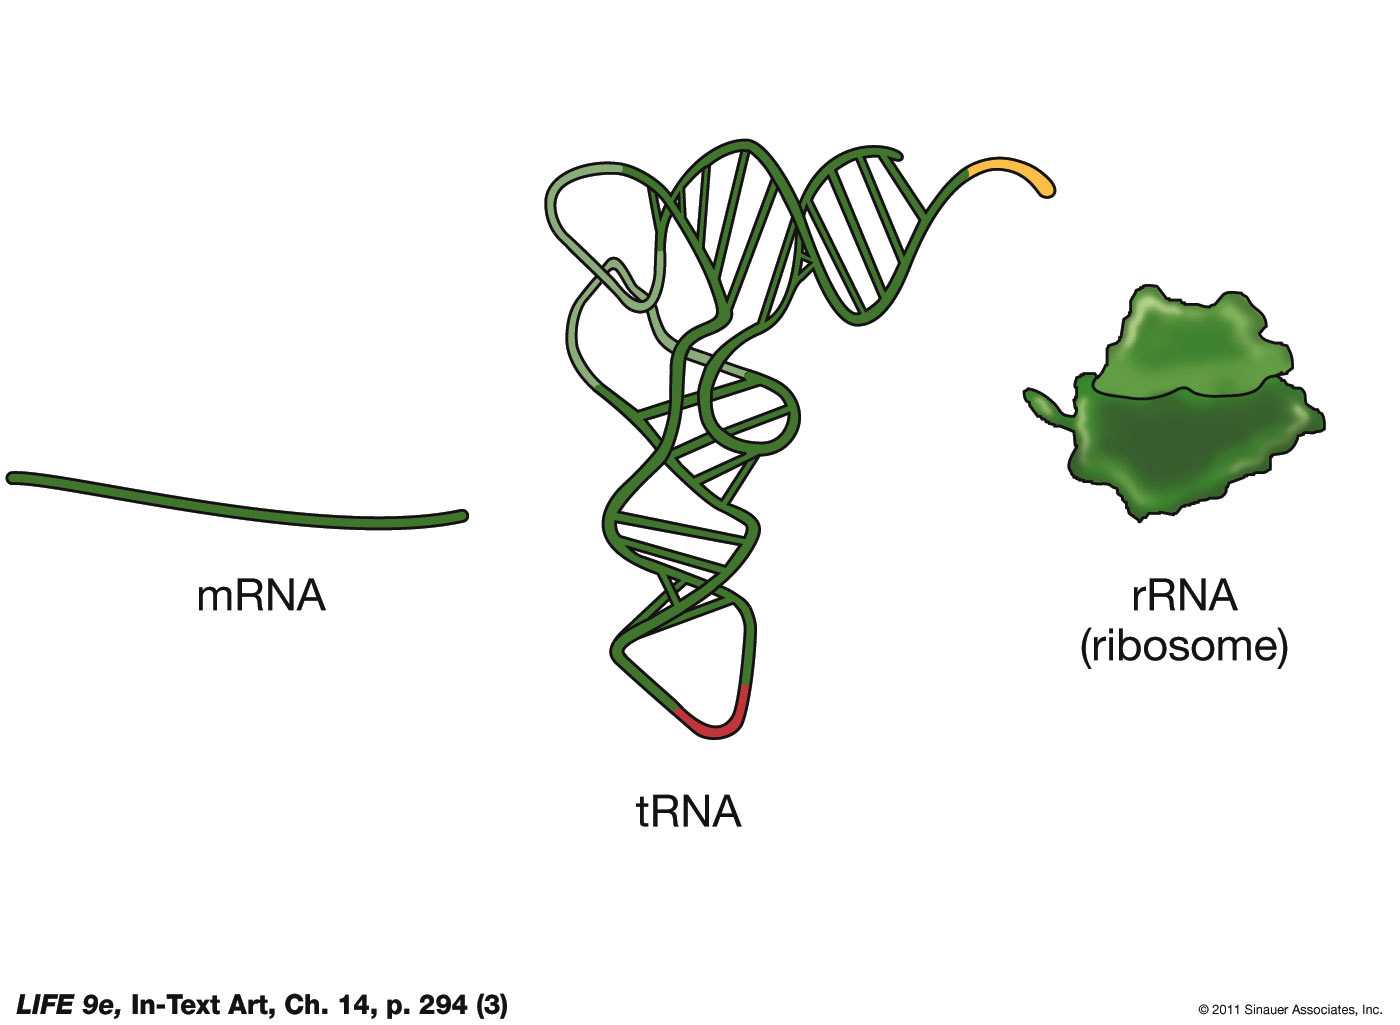 mRNA
tRNA
rRNA
(ribosome)
LIFE 9e, In-Text Art, Ch. 14, p. 294 (3)
© 2011 Sinauer Associates, Inc.